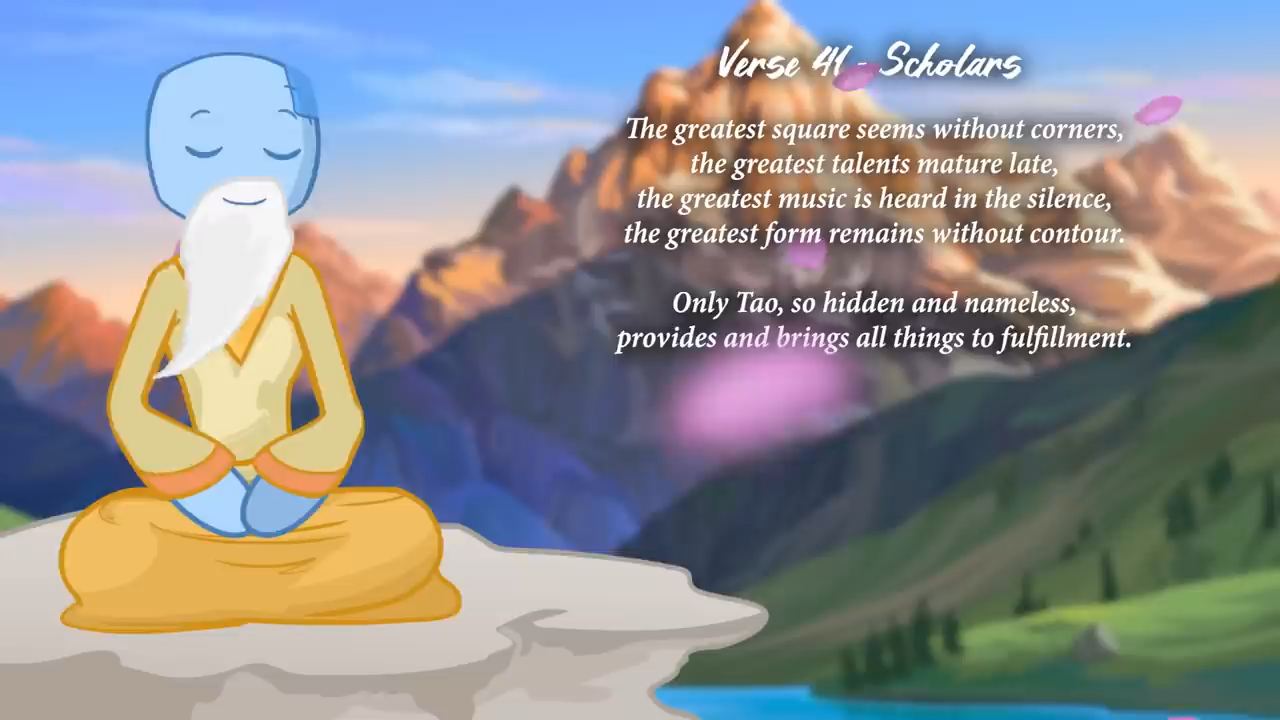 Verse 41 - Scholars
The greatest square seems without corners,
the greatest talents mature late,
the greatest music is heard in the silence,
the greatest form remains without contour.
Only Tao, so hidden and nameless,
provides and brings all things to fulfillment.